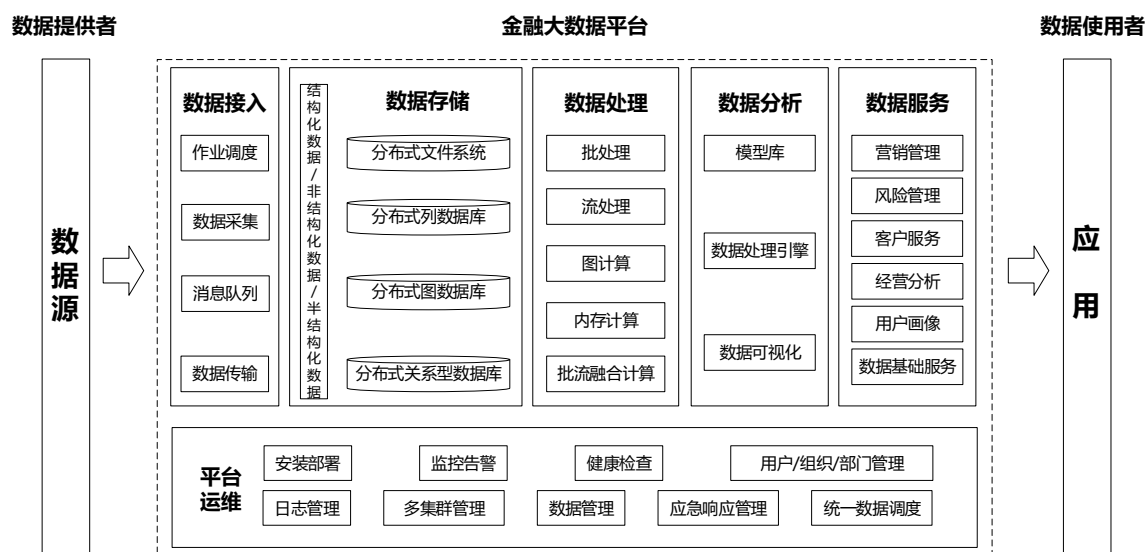 数据提供者
金融大数据平台
数据使用者
数据源
数据接入
作业调度
数据采集
消息队列
数据传输
结构化数据/非结构化数据/半结构化数据
数据存储
分布式文件系统
分布式列数据库
分布式图数据库
分布式关系型数据库
数据处理
批处理
流处理
图计算
内存计算
批流融合计算
数据分析
模型库
数据处理引擎
数据可视化
数据服务
营销管理
风险管理
客户服务
经营分析
用户画像
数据基础服务
应用
平台
运维
安装部署
监控告警
健康检查
用户/组织/部门管理
日志管理
多集群管理
数据管理
应急响应管理
统一数据调度